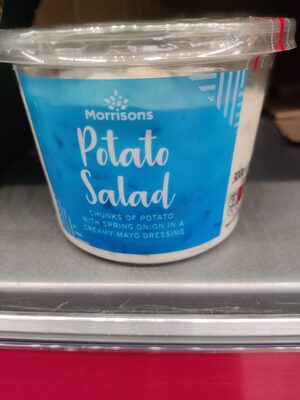 Morrisons
Potato
Salad
CHUNKS OF POTATO
WITH SPRING ONION IN A
CREAMY MAYO DRESSING